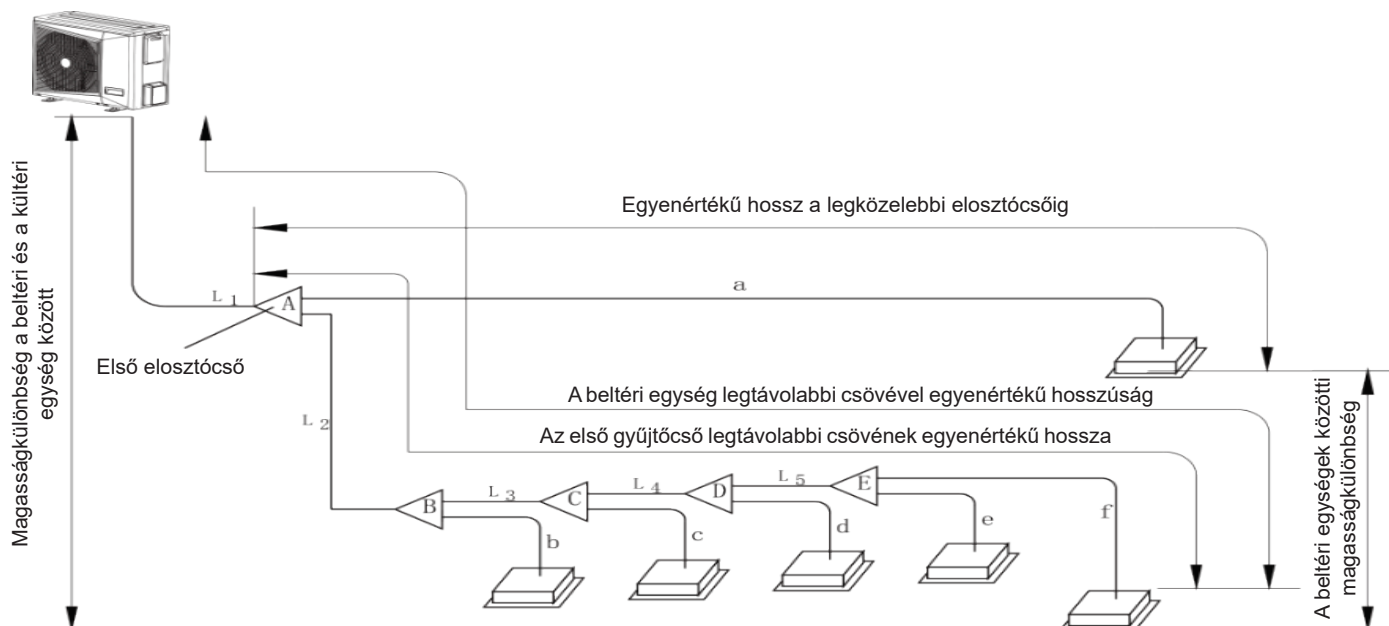 Magasságkülönbség a beltéri és a kültéri
egység között
Egyenértékű hossz a legközelebbi elosztócsőig
L 1
A
a
Első elosztócső
A beltéri egység legtávolabbi csövével egyenértékű hosszúság
L 2
Az első gyűjtőcső legtávolabbi csövének egyenértékű hossza
B
L 3
C
L 4
D
L 5
E
b
c
d
e
f
A beltéri egységek közötti
magasságkülönbség